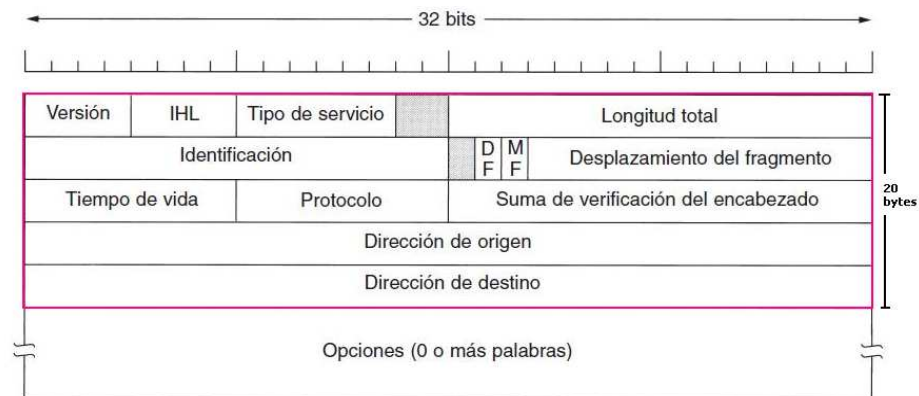 32 bits
Versión IHL Tipo de servicio Longitud total
Identificación D F M F Desplazamiento del fragmento
Tiempo de vida Protocolo Suma de verificación del encabezado
Dirección de origen
Dirección de destino
20 bytes
Opciones (0 o más palabras)